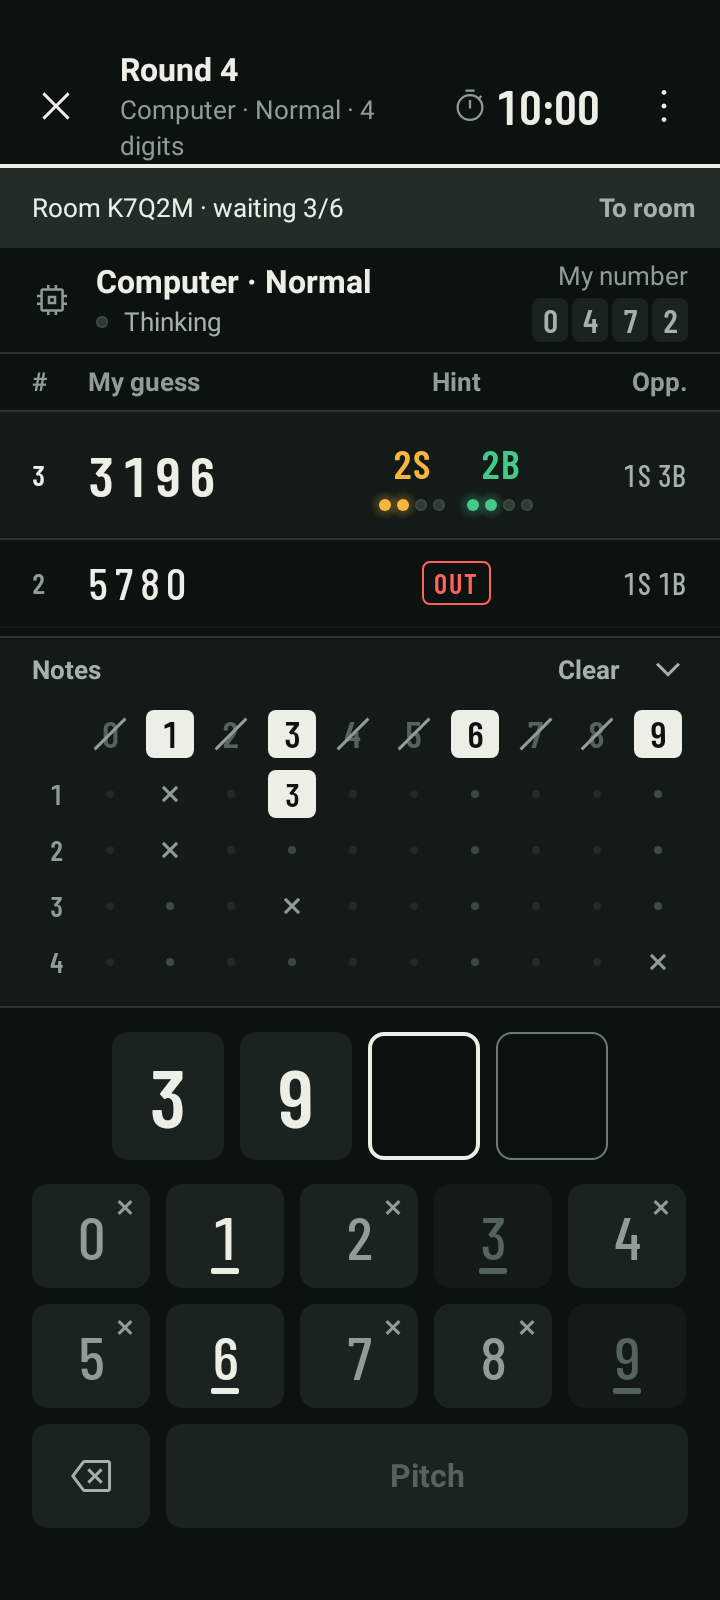 Round 4
Computer · Normal · 4
digits
10:00
Room K7Q2M · waiting 3/6
To room
Computer · Normal
Thinking
My number
0 4 7 2
# My guess Hint Opp.
3 3196 2S 2B 1S 3B
2 5780 OUT 1S 1B
Notes Clear
0 1 2 3 4 5 6 7 8 9
1 × 3
2 ×
3 ×
4 ×
3 9
0 × 1 2 × 3 4 ×
5 × 6 7 × 8 × 9
Pitch